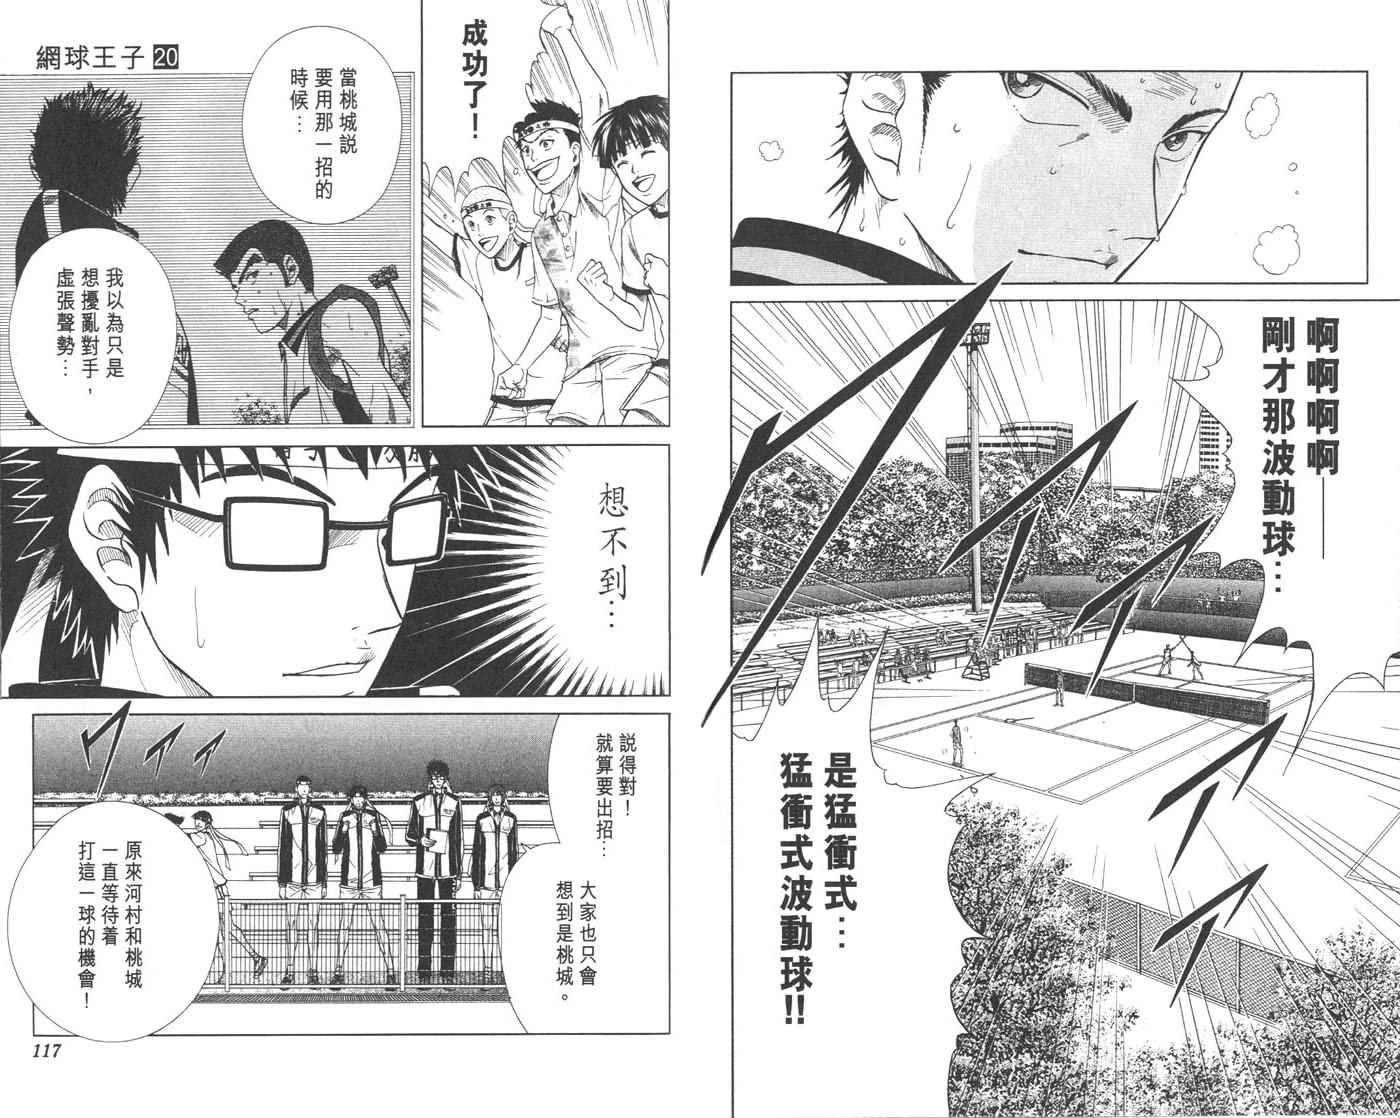 啊啊啊啊——
剛才那波動球…
是猛衝式…
猛衝式波動球!!
網球王子 20
成功了！
當桃城說
要用那一招的
時候…
我以為只是
想擾亂對手，
虛張聲勢…
想不到…
說得對！
就算要出招…
大家也只會
想到是桃城。
原來河村和桃城
一直等待着
打這一球的機會！
117